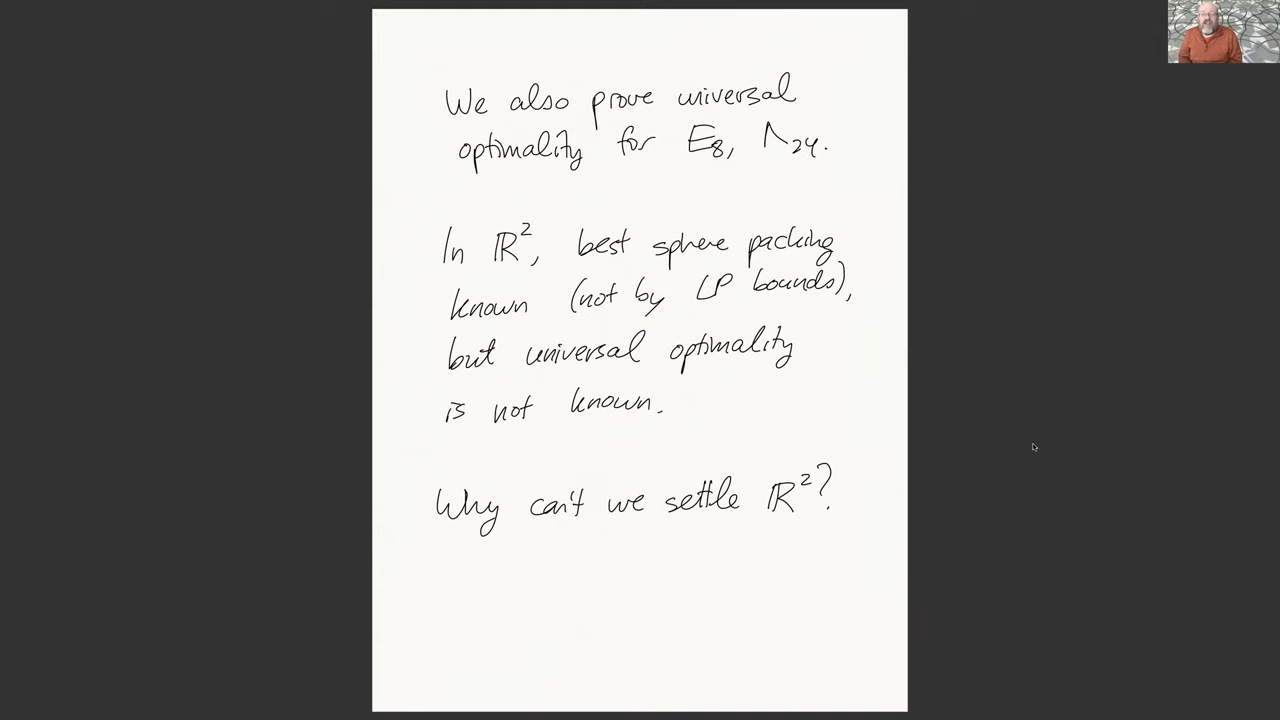 We also prove universal
optimality for E₈, Λ₂₄.
In ℝ², best sphere packing
known (not by LP bounds),
but universal optimality
is not known.
Why can't we settle ℝ²?